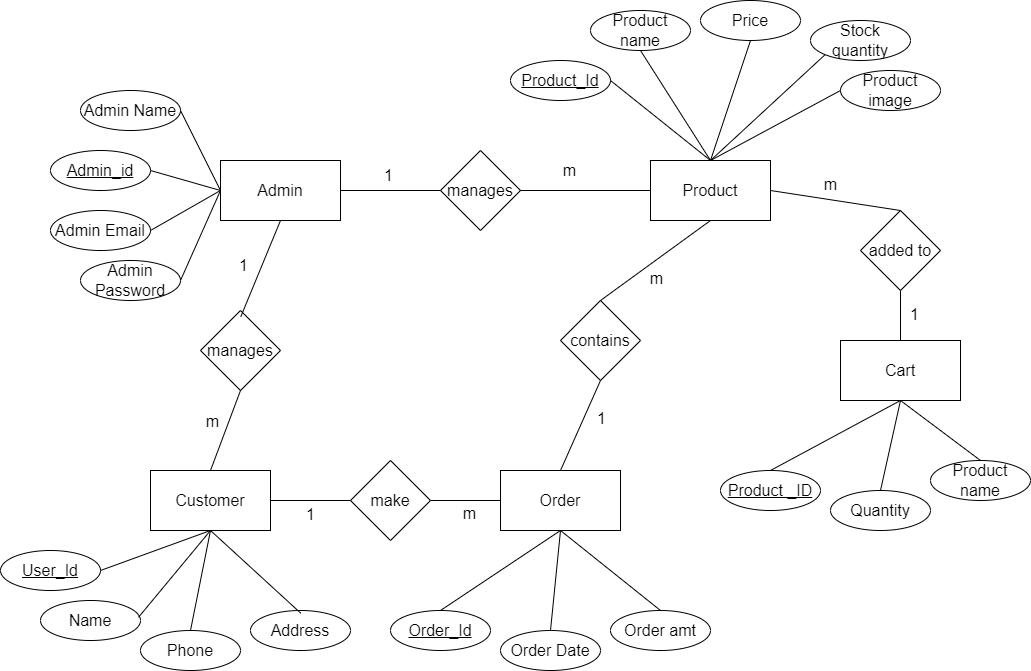 Product
name
Price
Stock
quantity
Product_Id
Product
image
Admin Name
Admin_id
Admin Email
Admin
Password
Admin
1
manages
m
Product
m
added to
1
Cart
Product _ID
Quantity
Product
name
1
manages
m
m
contains
1
Customer
1
make
m
Order
User_Id
Name
Phone
Address
Order_Id
Order Date
Order amt